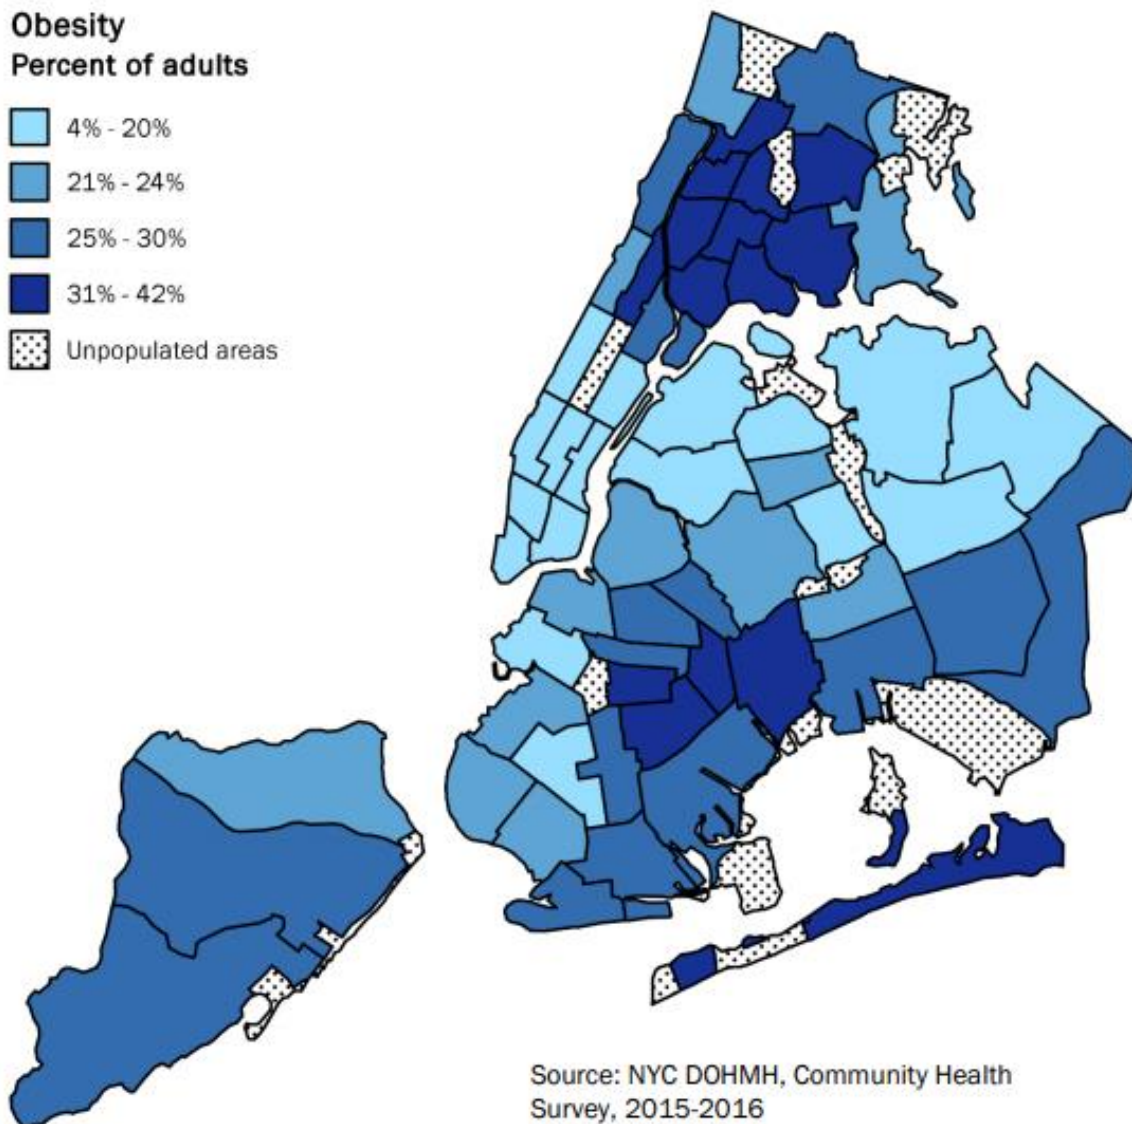 Obesity
Percent of adults
4% - 20%
21% - 24%
25% - 30%
31% - 42%
Unpopulated areas
Source: NYC DOHMH, Community Health
Survey, 2015-2016